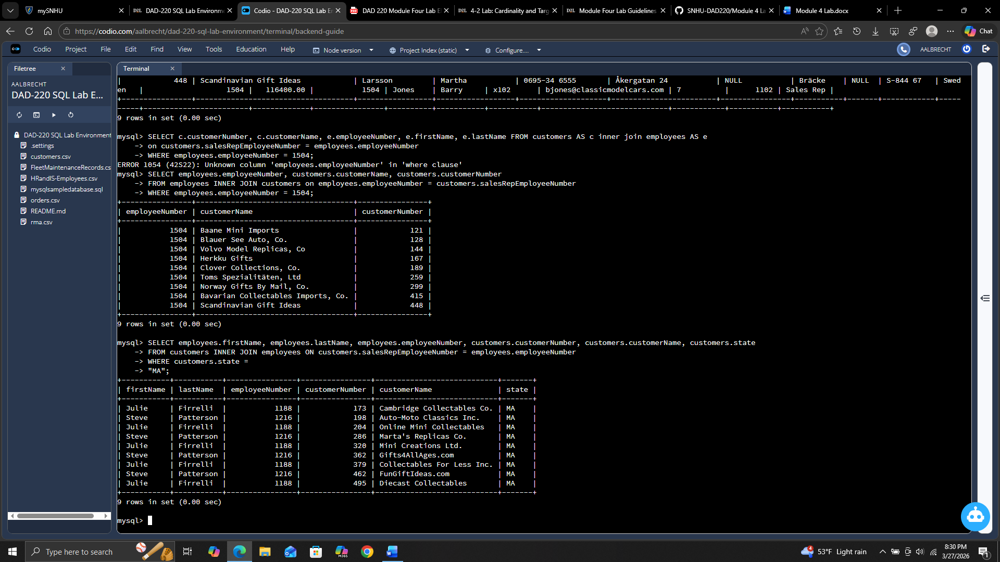 mySNHU
DAD-220 SQL Lab Environm
Codio - DAD-220 SQL Lab E
DAD 220 Module Four Lab E
4-2 Lab: Cardinality and Targ
Module Four Lab Guidelines
SNHU-DAD220/Module 4 La
Module 4 Lab.docx
https://codio.com/aalbrecht/dad-220-sql-lab-environment/terminal/backend-guide
Chat
Codio Project File Edit Find View Tools Education Help Node version Project Index (static) Configure.... AALBRECHT
Filetree
AALBRECHT
DAD-220 SQL Lab E...
DAD-220 SQL Lab Environment
.settings
customers.csv
FleetMaintenanceRecords.cs
HRandIS-Employees.csv
mysqlsampledatabase.sql
orders.csv
README.md
rma.csv
Terminal
| 448 | Scandinavian Gift Ideas | Larsson | Martha | 0695-34 6555 | Åkergatan 24 | NULL | Bräcke | NULL | S-844 67 | Swed
en | 1504 | 116400.00 | 1504 | Jones | Barry | x102 | bjones@classicmodelcars.com | 7 | 1102 | Sales Rep |
9 rows in set (0.00 sec)
mysql> SELECT c.customerNumber, c.customerName, e.employeeNumber, e.firstName, e.lastName FROM customers AS c inner join employees AS e
-> on customers.salesRepEmployeeNumber = employees.employeeNumber
-> WHERE employees.employeeNumber = 1504;
ERROR 1054 (42S22): Unknown column 'employees.employeeNumber' in 'where clause'
mysql> SELECT employees.employeeNumber, customers.customerName, customers.customerNumber
-> FROM employees INNER JOIN customers on employees.employeeNumber = customers.salesRepEmployeeNumber
-> WHERE employees.employeeNumber = 1504;
| employeeNumber | customerName | customerNumber |
| 1504 | Baane Mini Imports | 121 |
| 1504 | Blauer See Auto, Co. | 128 |
| 1504 | Volvo Model Replicas, Co | 144 |
| 1504 | Herkku Gifts | 167 |
| 1504 | Clover Collections, Co. | 189 |
| 1504 | Toms Spezialitäten, Ltd | 259 |
| 1504 | Norway Gifts By Mail, Co. | 299 |
| 1504 | Bavarian Collectables Imports, Co. | 415 |
| 1504 | Scandinavian Gift Ideas | 448 |
9 rows in set (0.00 sec)
mysql> SELECT employees.firstName, employees.lastName, employees.employeeNumber, customers.customerNumber, customers.customerName, customers.state
-> FROM customers INNER JOIN employees ON customers.salesRepEmployeeNumber = employees.employeeNumber
-> WHERE customers.state =
-> "MA";
| firstName | lastName | employeeNumber | customerNumber | customerName | state |
| Julie | Firrelli | 1188 | 173 | Cambridge Collectables Co. | MA |
| Steve | Patterson | 1216 | 198 | Auto-Moto Classics Inc. | MA |
| Julie | Firrelli | 1188 | 204 | Online Mini Collectables | MA |
| Steve | Patterson | 1216 | 286 | Marta's Replicas Co. | MA |
| Julie | Firrelli | 1188 | 320 | Mini Creations Ltd. | MA |
| Steve | Patterson | 1216 | 362 | Gifts4AllAges.com | MA |
| Julie | Firrelli | 1188 | 379 | Collectables For Less Inc. | MA |
| Steve | Patterson | 1216 | 462 | FunGiftIdeas.com | MA |
| Julie | Firrelli | 1188 | 495 | Diecast Collectables | MA |
9 rows in set (0.00 sec)
mysql>
Type here to search
53°F Light rain
8:30 PM
3/27/2026